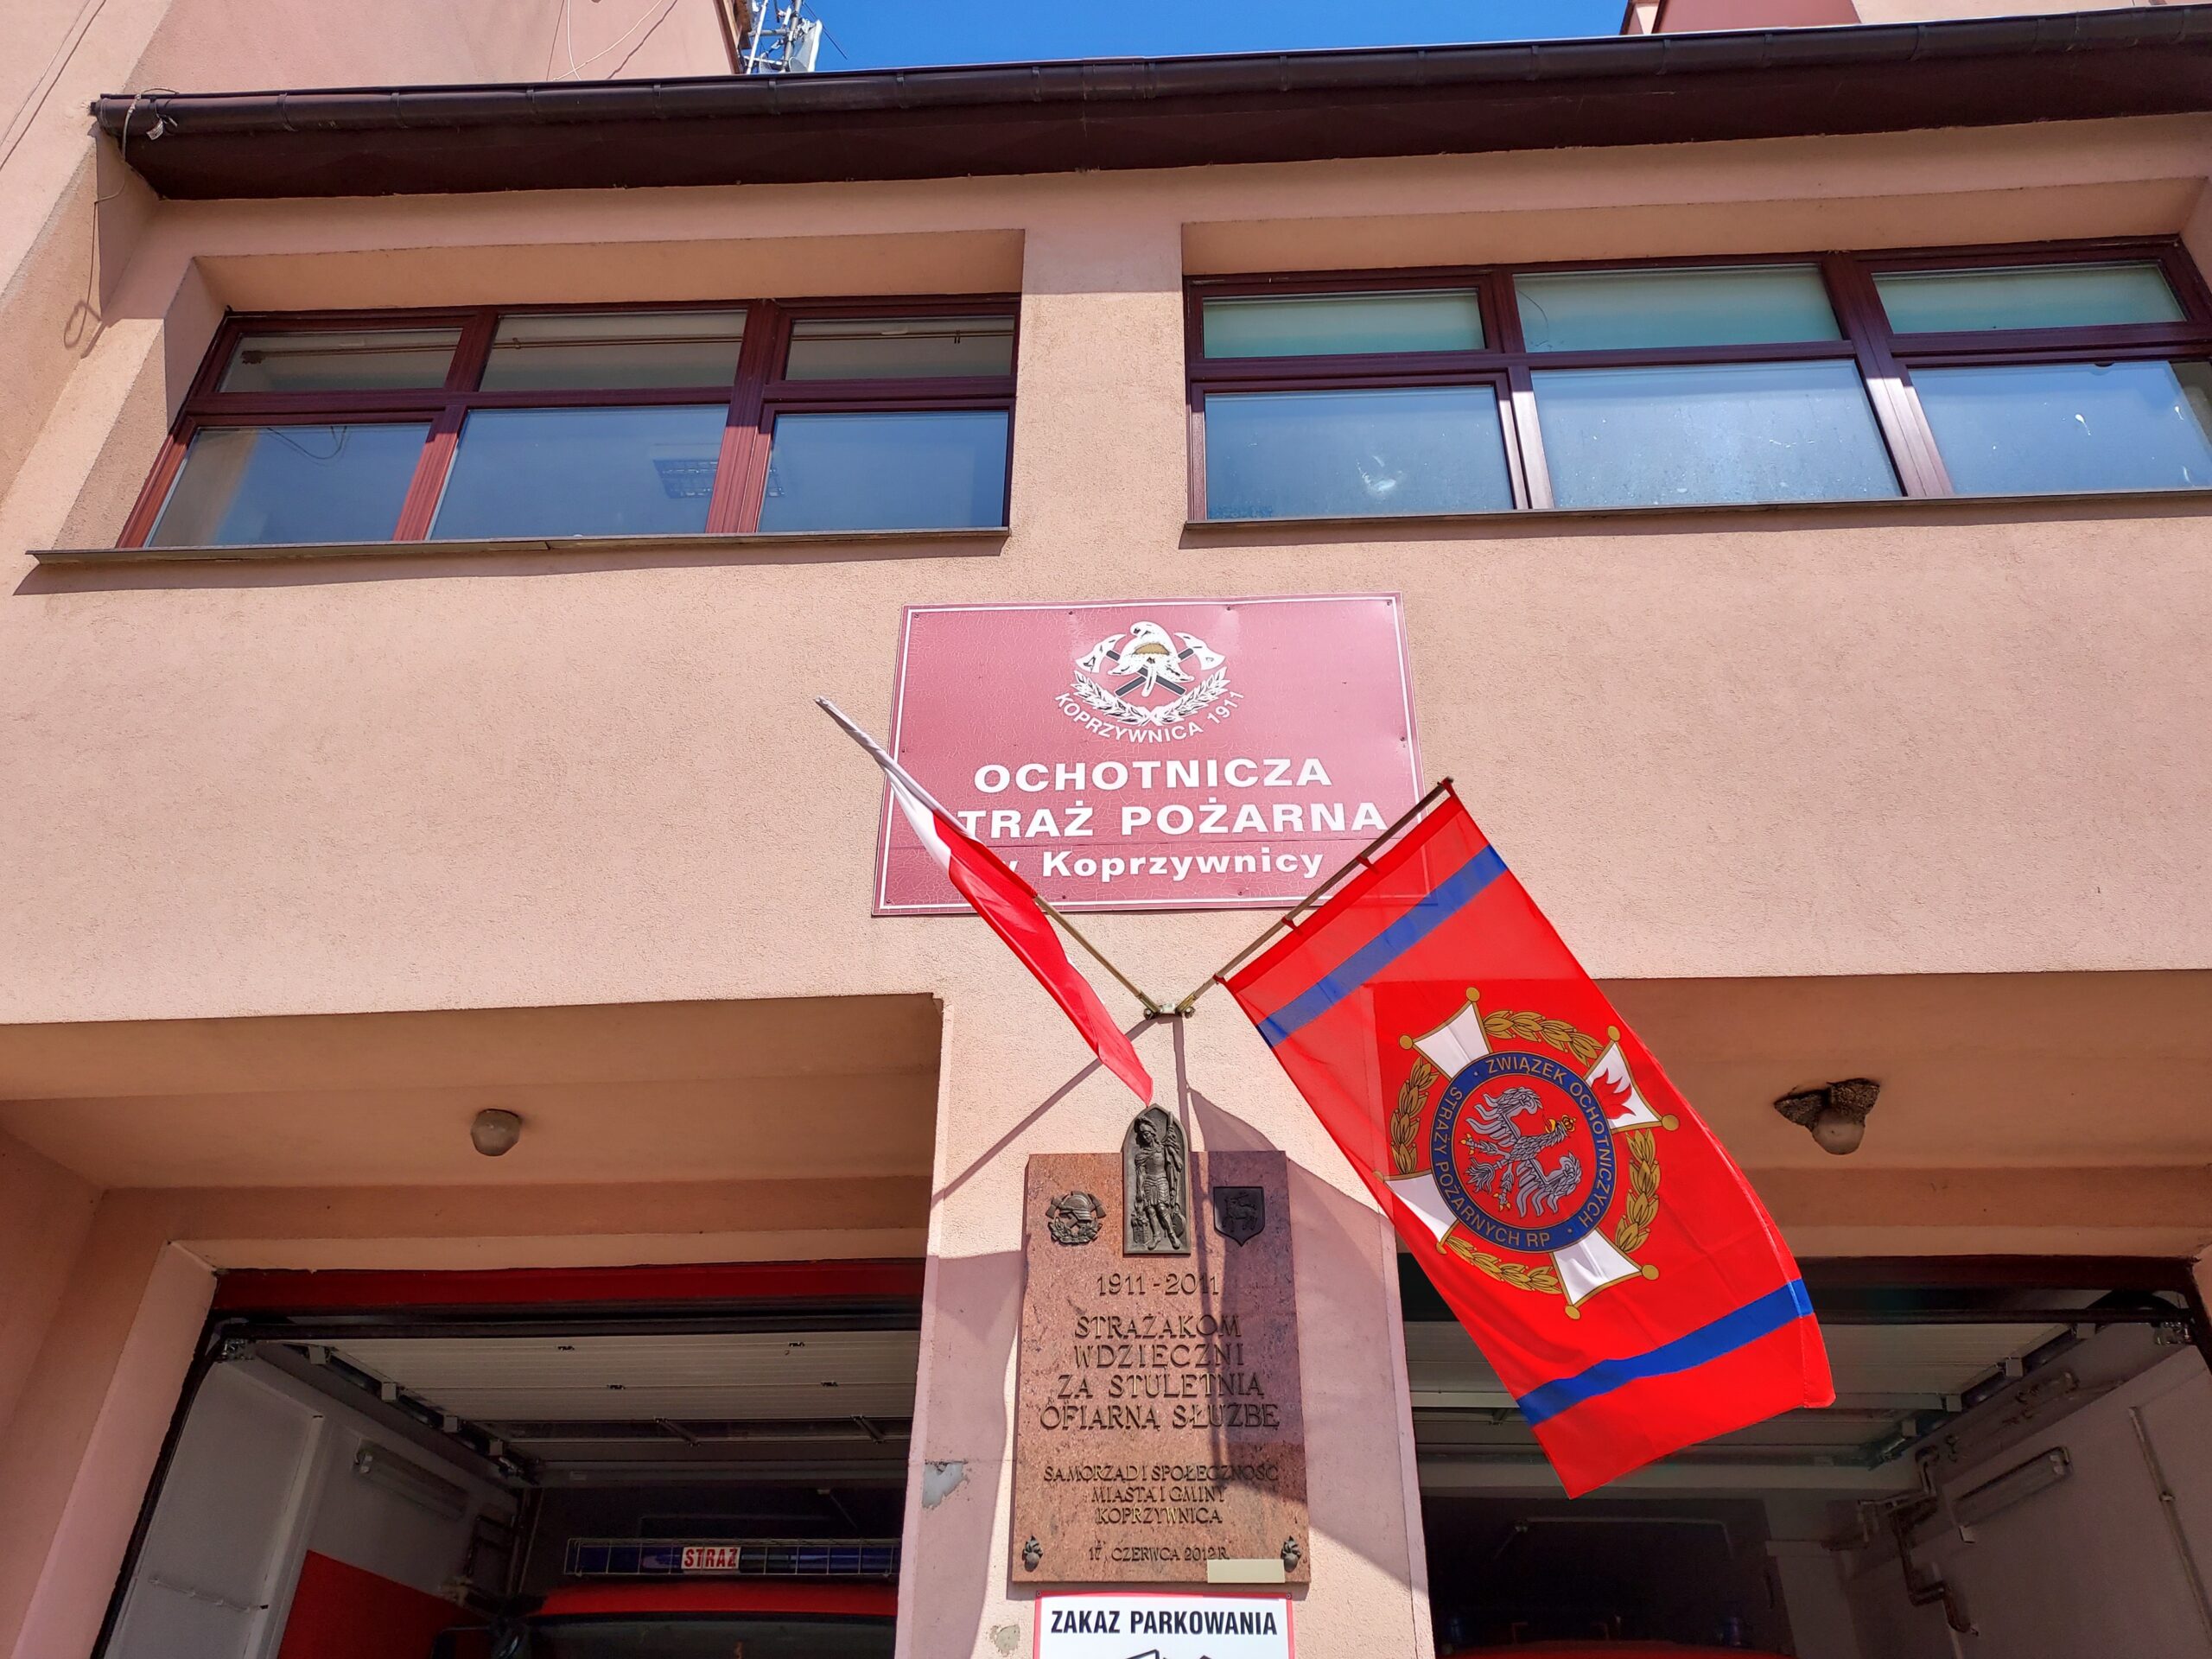 KOPRZYWNICA 1911
OCHOTNICZA
TRAŻ POŻARNA
Koprzywnicy
ZWIĄZEK OCHOTNICZYCH
STRAŻY POŻARNYCH RP
1911-2011
STRAŻAKOM
WDZIĘCZNI
ZA STULETNIĄ
OFIARNĄ SŁUŻBĘ
SAMORZĄD I SPOŁECZNOŚĆ
MIASTA I GMINY
KOPRZYWNICA
17 CZERWCA 2012 R.
STRAŻ
ZAKAZ PARKOWANIA